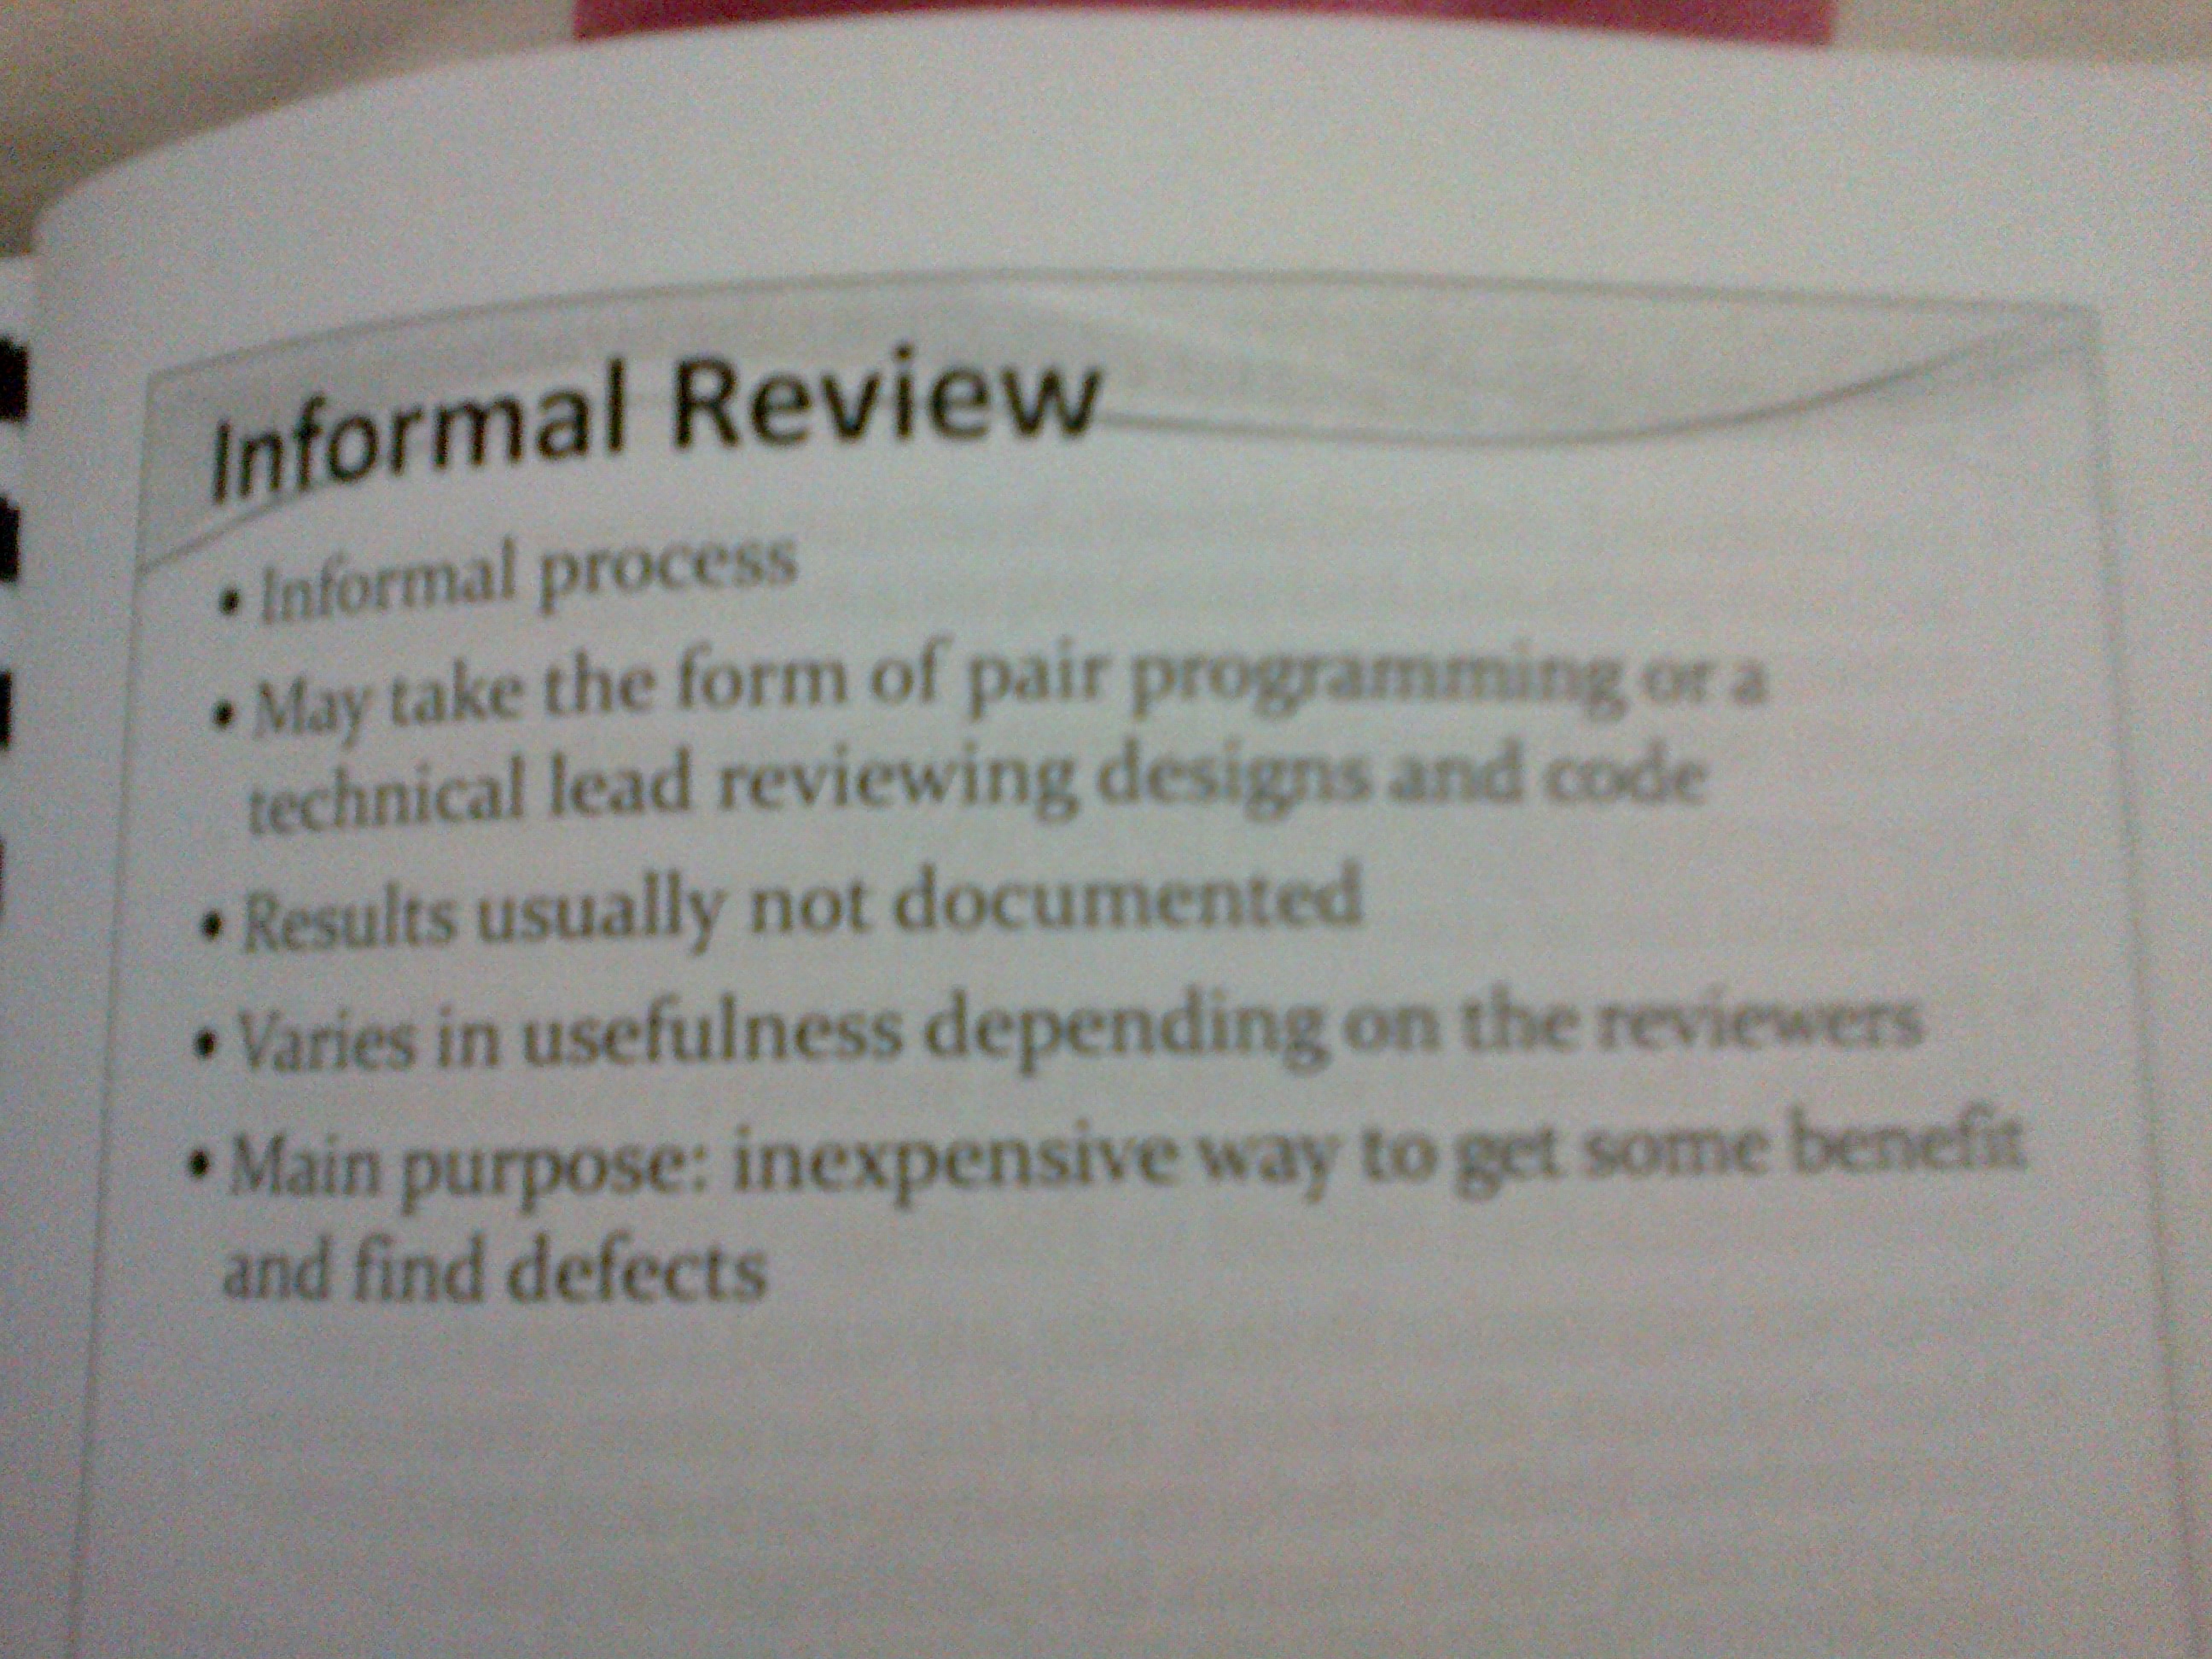 Informal Review
• Informal process
• May take the form of pair programming or a
technical lead reviewing designs and code
• Results usually not documented
• Varies in usefulness depending on the reviewers
• Main purpose: inexpensive way to get some benefit
and find defects